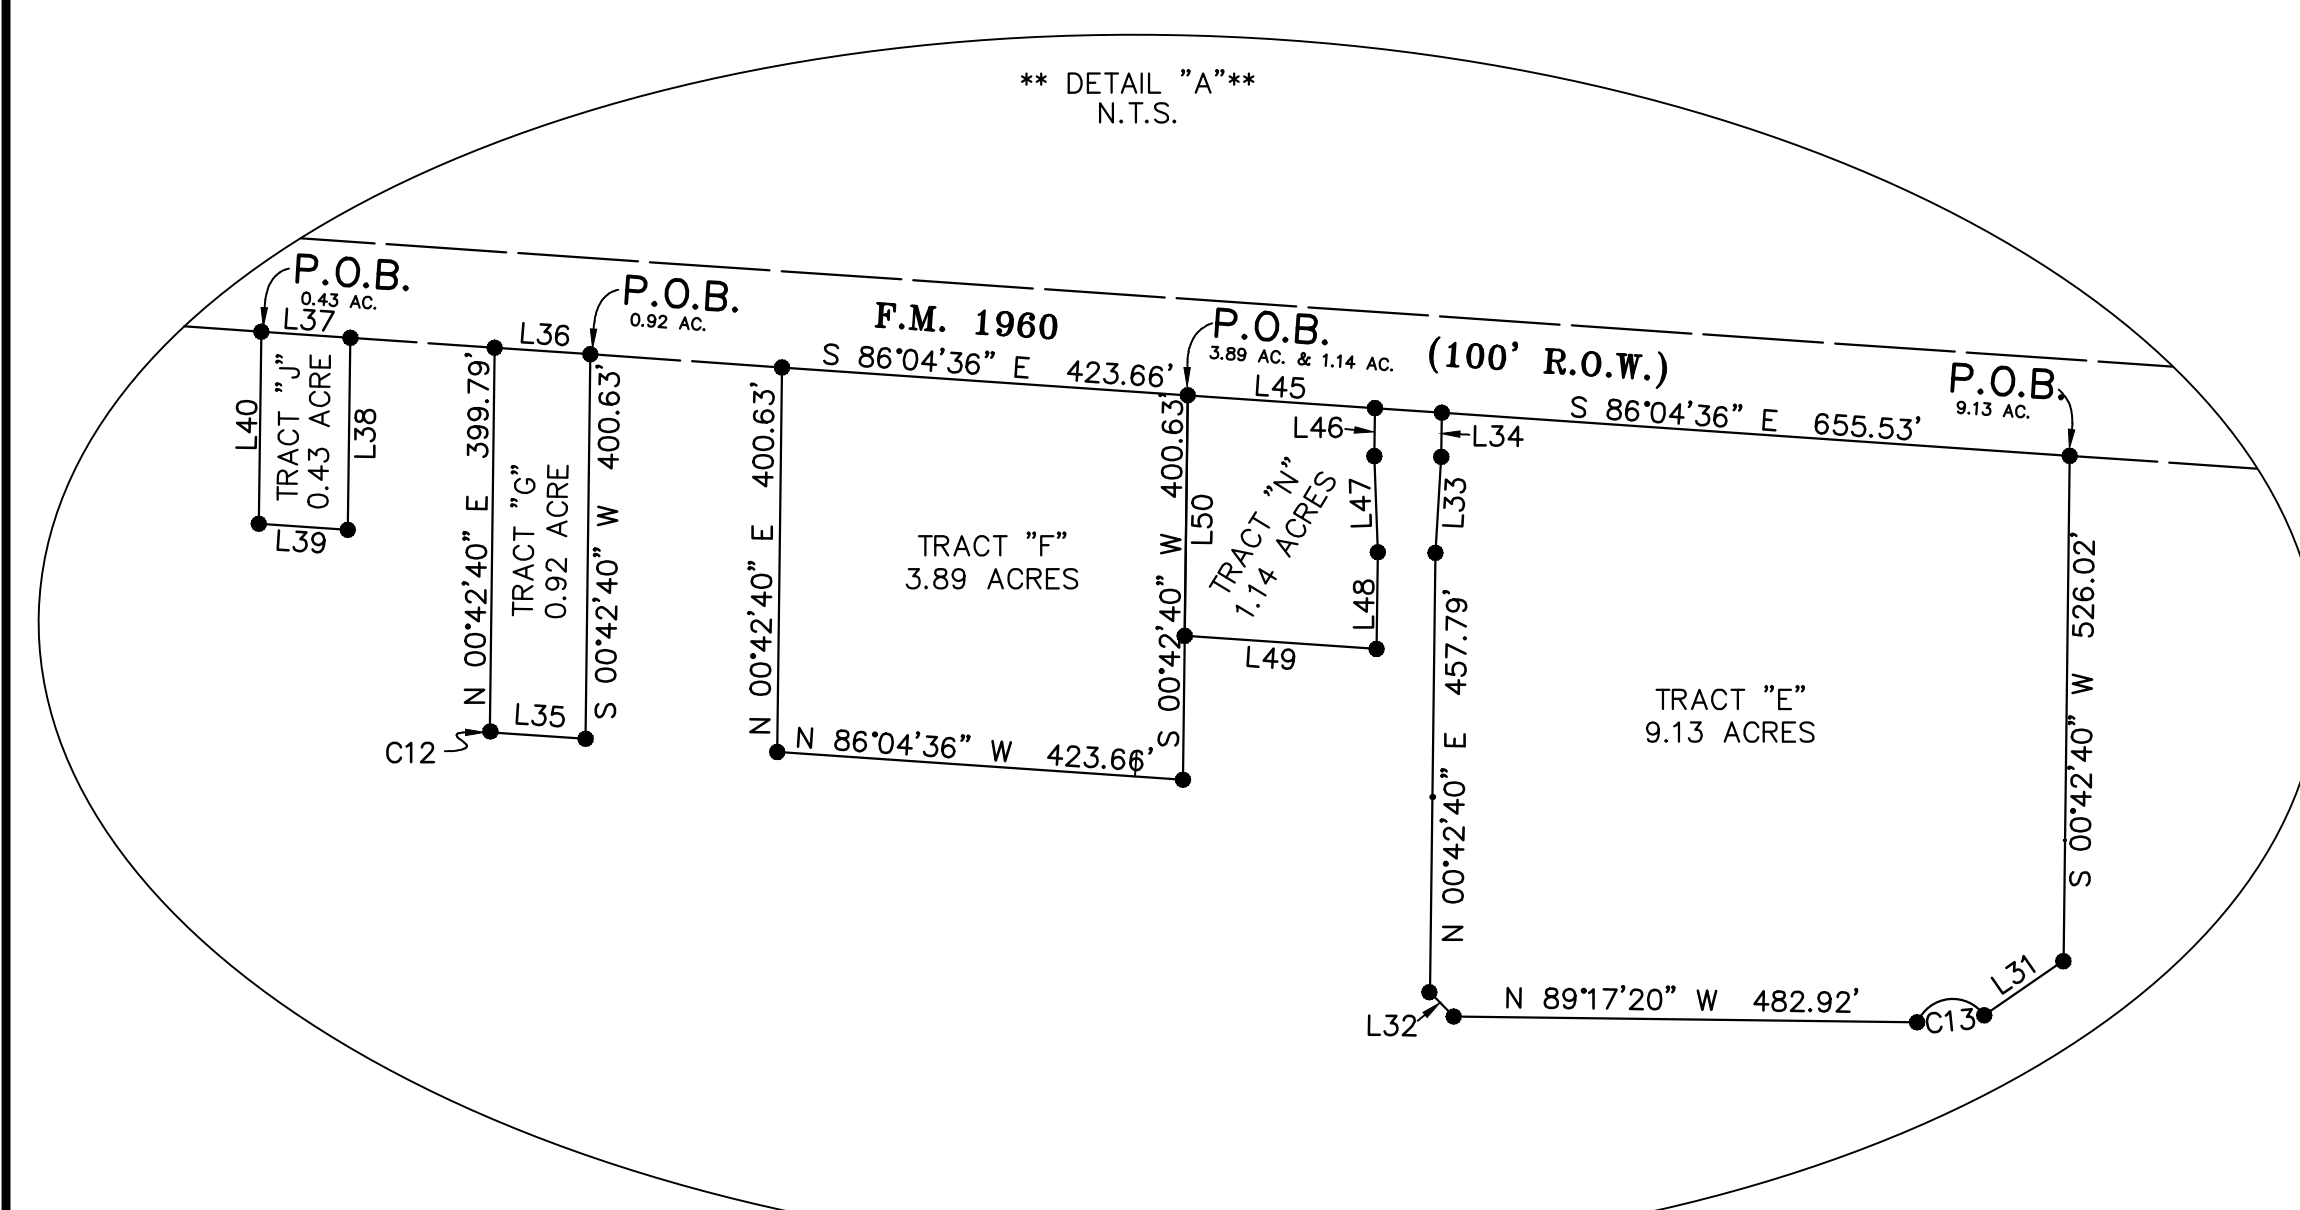 ** DETAIL "A"**
N.T.S.
P.O.B.
0.43 AC.
L37
L40
TRACT "J"
0.43 ACRE
L38
L39
L36
P.O.B.
0.92 AC.
N 00°42'40" E 399.79'
TRACT "G"
0.92 ACRE
S 00°42'40" W 400.63'
L35
C12
F.M. 1960
(100' R.O.W.)
S 86°04'36" E 423.66'
N 00°42'40" E 400.63'
TRACT "F"
3.89 ACRES
S 00°42'40" W 400.63'
N 86°04'36" W 423.66'
P.O.B.
3.89 AC. & 1.14 AC.
L45
L46
L47
L48
L49
L50
TRACT "N"
1.14 ACRES
L34
L33
S 86°04'36" E 655.53'
P.O.B.
9.13 AC.
N 00°42'40" E 457.79'
TRACT "E"
9.13 ACRES
S 00°42'40" W 526.02'
L31
C13
N 89°17'20" W 482.92'
L32